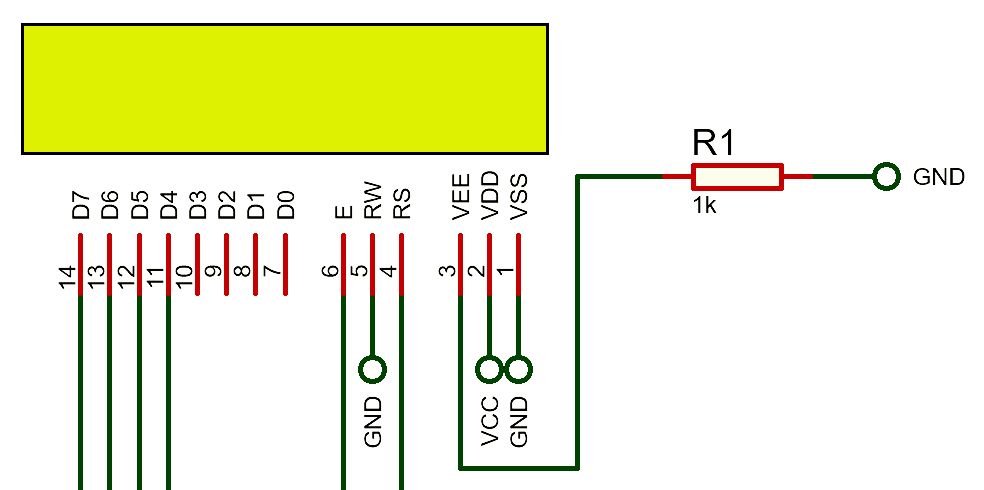 R1
1k
GND
D7
D6
D5
D4
D3
D2
D1
D0
E
RW
RS
VEE
VDD
VSS
14
13
12
11
10
9
8
7
6
5
4
3
2
1
GND
VCC
GND